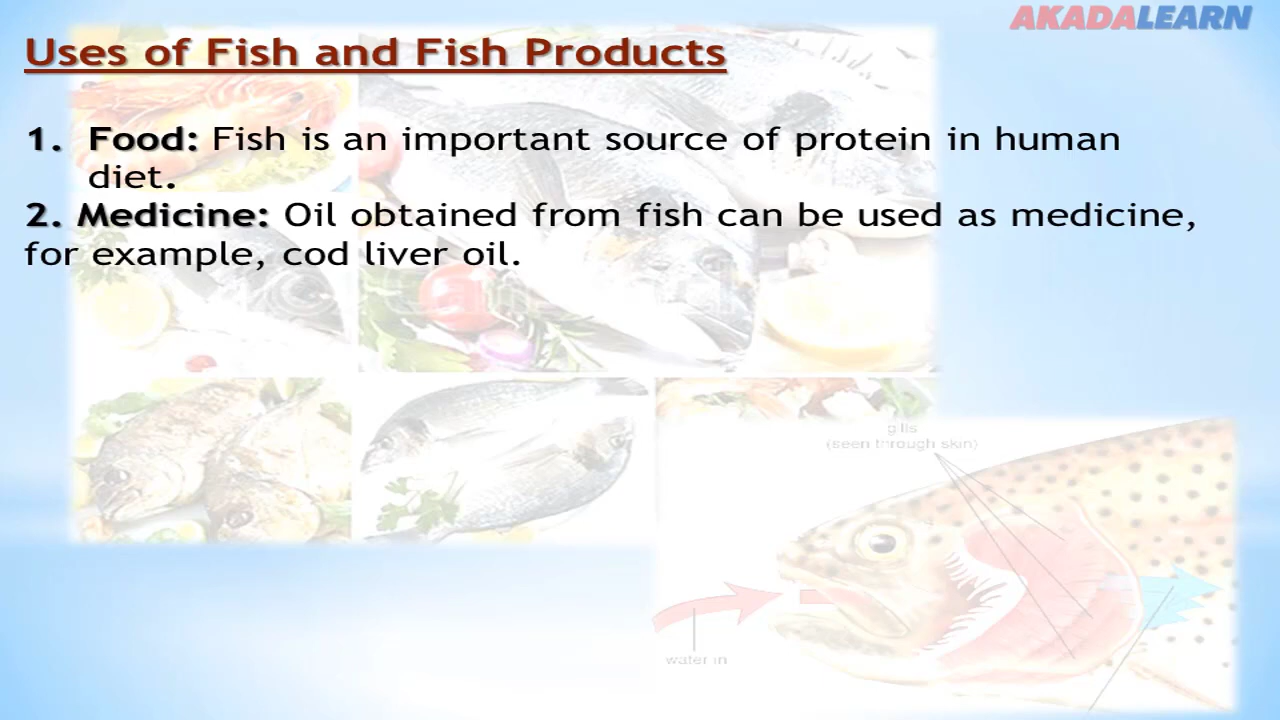 AKADALEARN
Uses of Fish and Fish Products
1. Food: Fish is an important source of protein in human
diet.
2. Medicine: Oil obtained from fish can be used as medicine,
for example, cod liver oil.
gills
(seen through skin)
water in